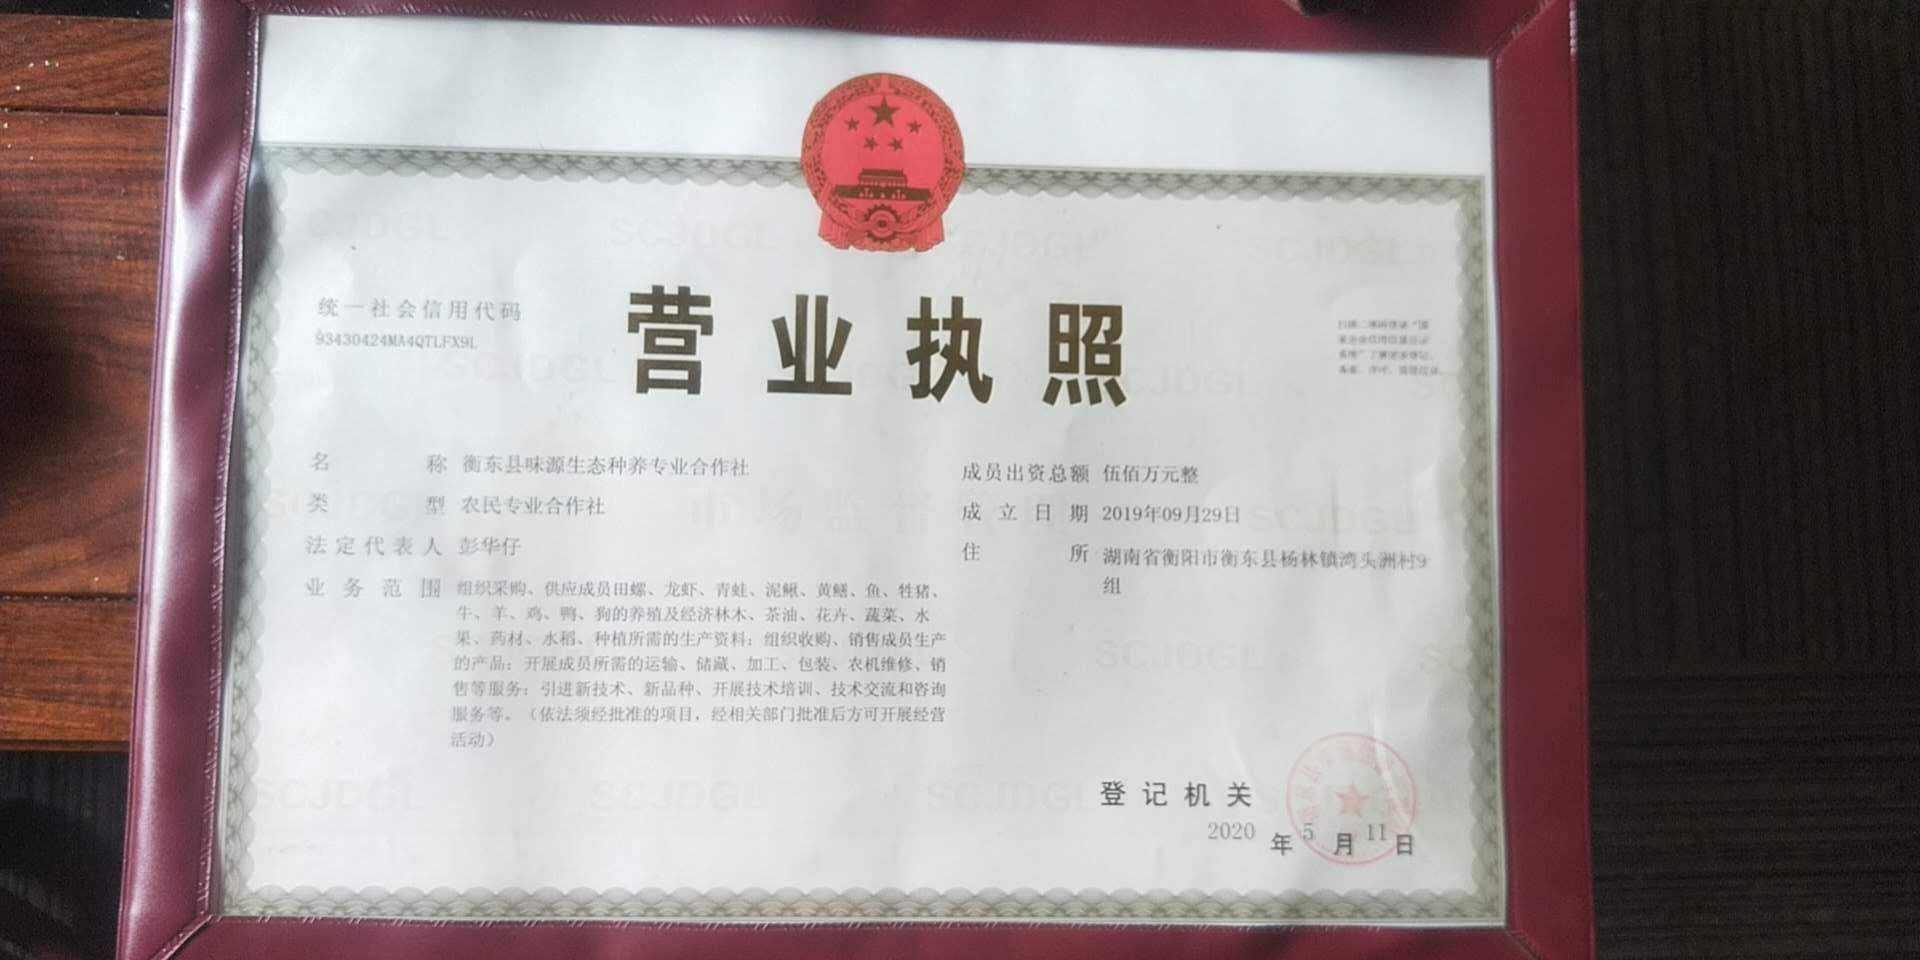 统一社会信用代码
93430424MA4QTLFX9L
营业执照
名称 衡东县味源生态种养专业合作社
类型 农民专业合作社
法定代表人 彭华仔
业务范围 组织采购、供应成员田螺、龙虾、青蛙、泥鳅、黄鳝、鱼、牲猪、
牛、羊、鸡、鸭、狗的养殖及经济林木、茶油、花卉、蔬菜、水
果、药材、水稻、种植所需的生产资料；组织收购、销售成员生产
的产品；开展成员所需的运输、储藏、加工、包装、农机维修、销
售等服务；引进新技术、新品种、开展技术培训、技术交流和咨询
服务等。（依法须经批准的项目，经相关部门批准后方可开展经营
活动）
成员出资总额 伍佰万元整
成立日期 2019年09月29日
住所 湖南省衡阳市衡东县杨林镇湾头洲村9
组
登记机关
2020年5月11日
SCJDGL